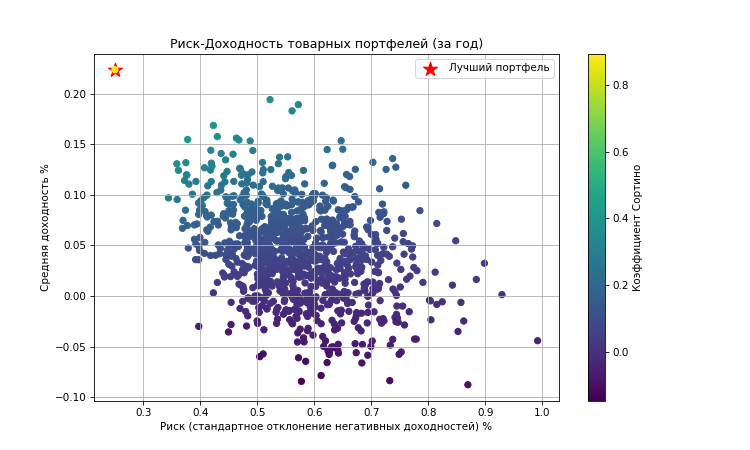 Риск-Доходность товарных портфелей (за год)
Лучший портфель
Средняя доходность %
0.20
0.15
0.10
0.05
0.00
−0.05
−0.10
0.3 0.4 0.5 0.6 0.7 0.8 0.9 1.0
Риск (стандартное отклонение негативных доходностей) %
0.8
0.6
0.4
0.2
0.0
Коэффициент Сортино